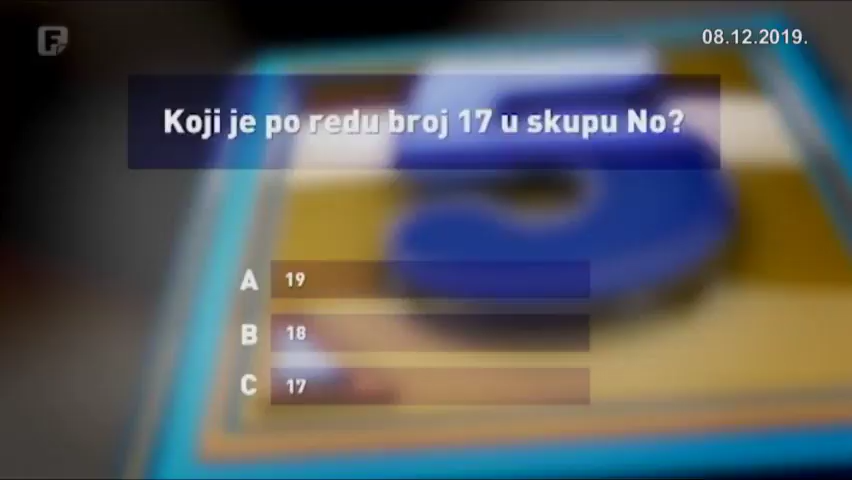 F
08.12.2019.
Koji je po redu broj 17 u skupu No?
A 19
B 18
C 17